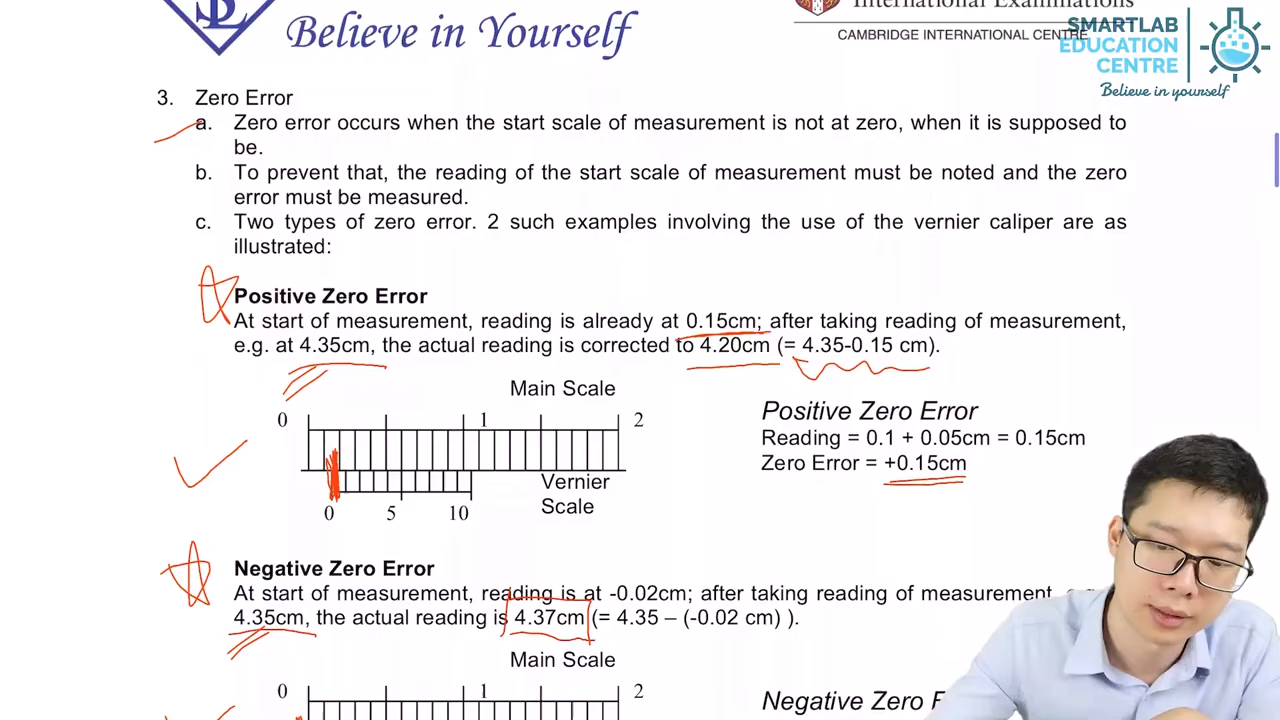 SL
Believe in Yourself
International Examinations
CAMBRIDGE INTERNATIONAL CENTRE
SMARTLAB
EDUCATION
CENTRE
Believe in yourself
3. Zero Error
a. Zero error occurs when the start scale of measurement is not at zero, when it is supposed to
be.
b. To prevent that, the reading of the start scale of measurement must be noted and the zero
error must be measured.
c. Two types of zero error. 2 such examples involving the use of the vernier caliper are as
illustrated:
Positive Zero Error
At start of measurement, reading is already at 0.15cm; after taking reading of measurement,
e.g. at 4.35cm, the actual reading is corrected to 4.20cm (= 4.35-0.15 cm).
Main Scale
0 1 2
Vernier
Scale
0 5 10
Positive Zero Error
Reading = 0.1 + 0.05cm = 0.15cm
Zero Error = +0.15cm
Negative Zero Error
At start of measurement, reading is at -0.02cm; after taking reading of measurement
4.35cm, the actual reading is 4.37cm (= 4.35 – (-0.02 cm) ).
Main Scale
0 1 2
Negative Zero